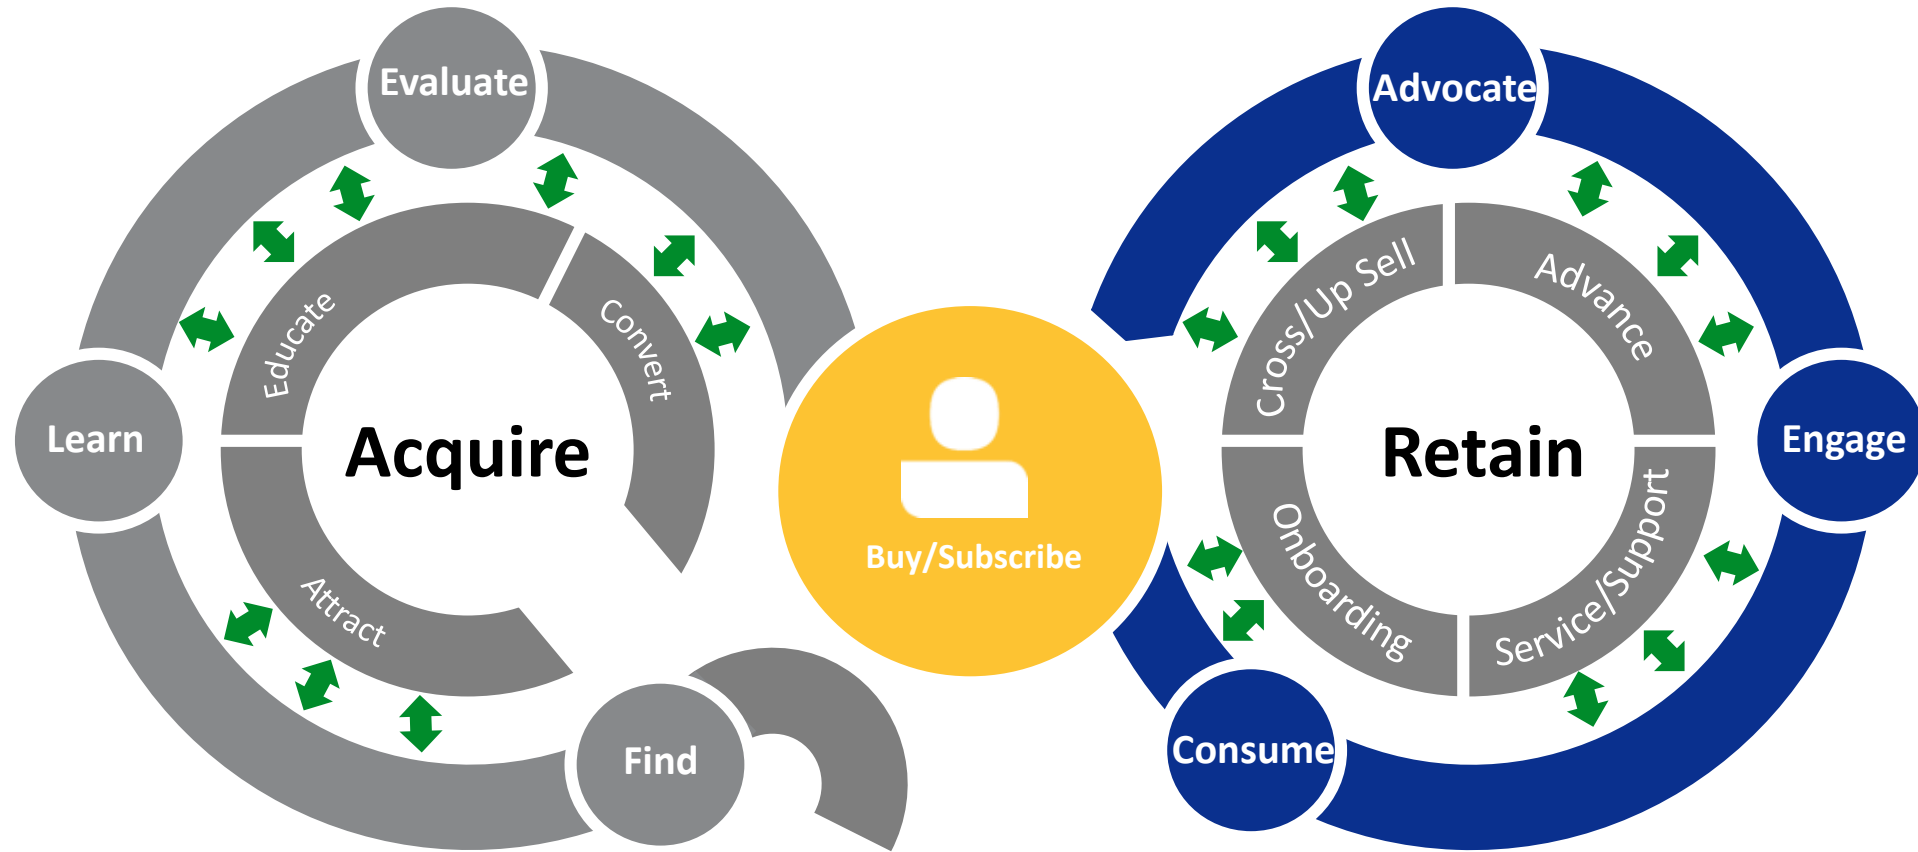 Evaluate
Learn
Find
Educate
Convert
Attract
Acquire
Buy/Subscribe
Advocate
Engage
Consume
Cross/Up Sell
Advance
Onboarding
Service/Support
Retain